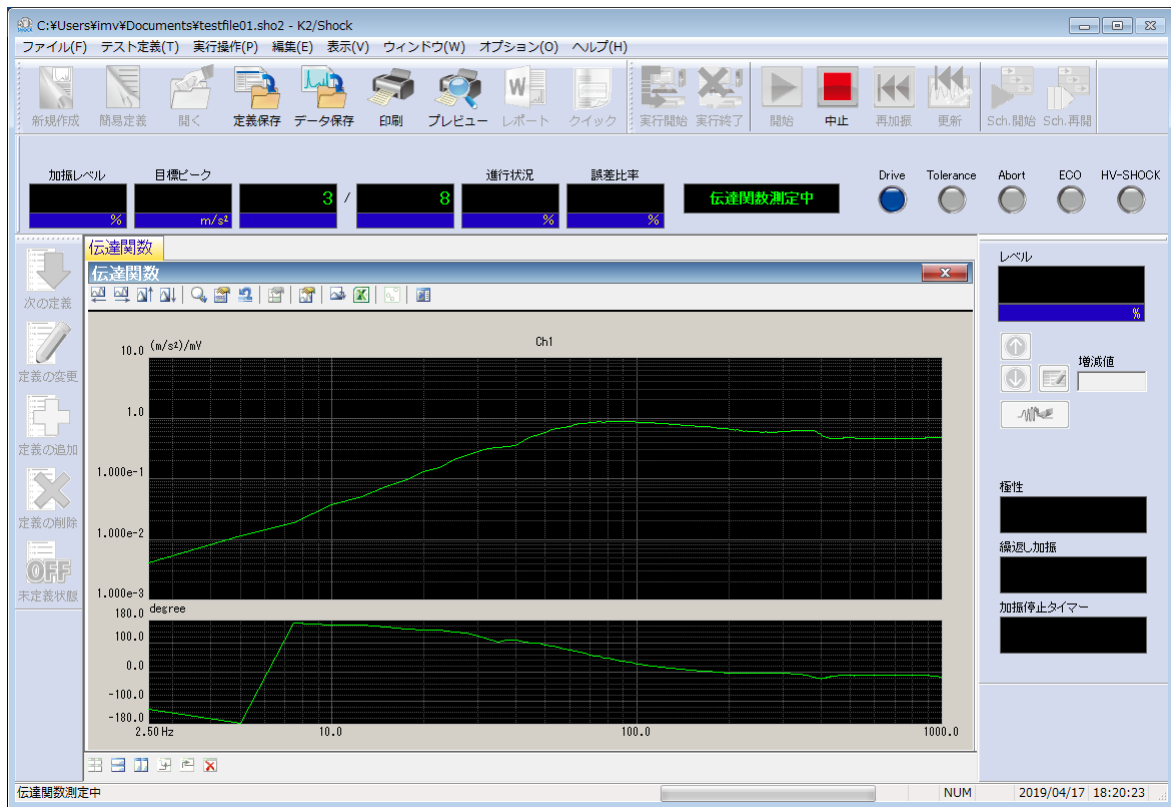 C:¥Users¥imv¥Documents¥testfile01.sho2 - K2/Shock
ファイル(F) テスト定義(T) 実行操作(P) 編集(E) 表示(V) ウィンドウ(W) オプション(O) ヘルプ(H)
新規作成 簡易定義 開く 定義保存 データ保存 印刷 プレビュー レポート クイック 実行開始 実行終了 開始 中止 再加振 更新 Sch.開始 Sch.再開
加振レベル 目標ピーク 進行状況 誤差比率 Drive Tolerance Abort ECO HV-SHOCK
3 / 8 伝達関数測定中
% m/s² % %
伝達関数
伝達関数
次の定義
定義の変更
定義の追加
定義の削除
OFF
未定義状態
(m/s²)/mV Ch1
10.0
1.0
1.000e-1
1.000e-2
1.000e-3
degree
180.0
100.0
0.0
-100.0
-180.0
2.50 Hz 10.0 100.0 1000.0
レベル
%
増減値
極性
繰返し加振
加振停止タイマー
伝達関数測定中 NUM 2019/04/17 18:20:23